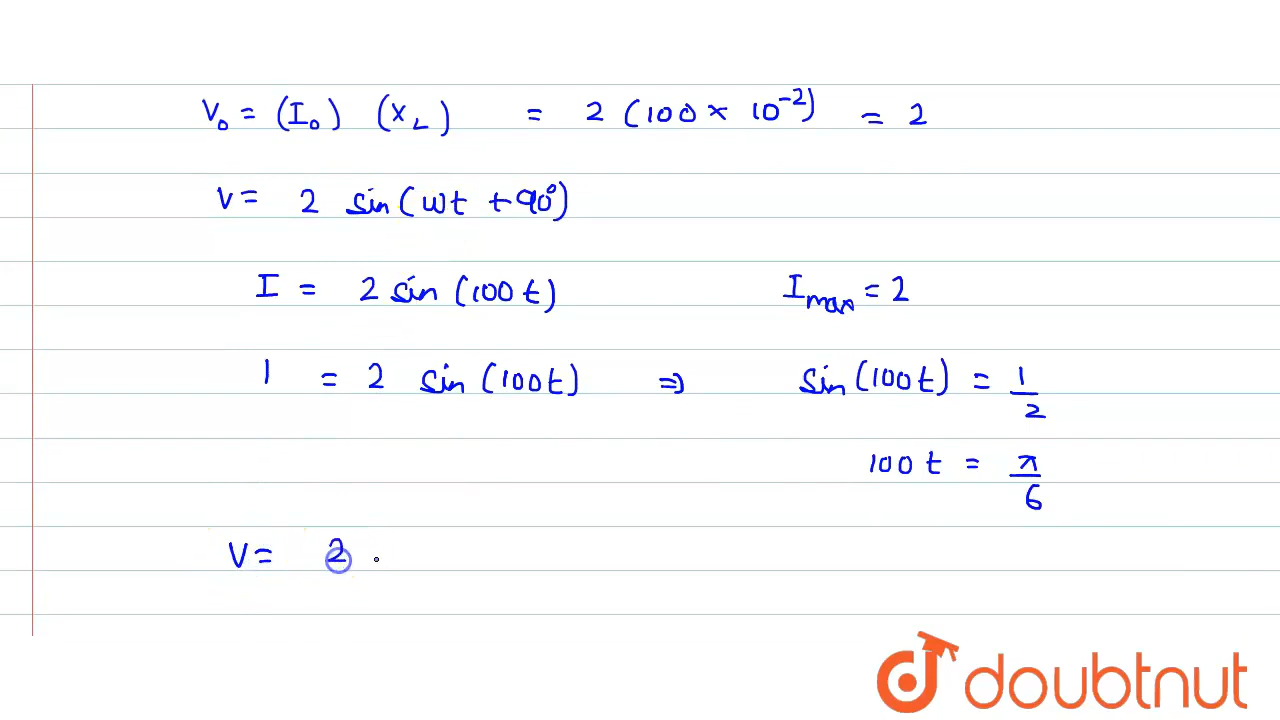 V₀ = (I₀) (X_L) = 2 (100 × 10⁻²) = 2
V = 2 sin(ωt + 90°)
I = 2 sin(100t) I_max = 2
1 = 2 sin(100t) ⇒ sin(100t) = 1/2
100t = π/6
V = 2 .
doubtnut